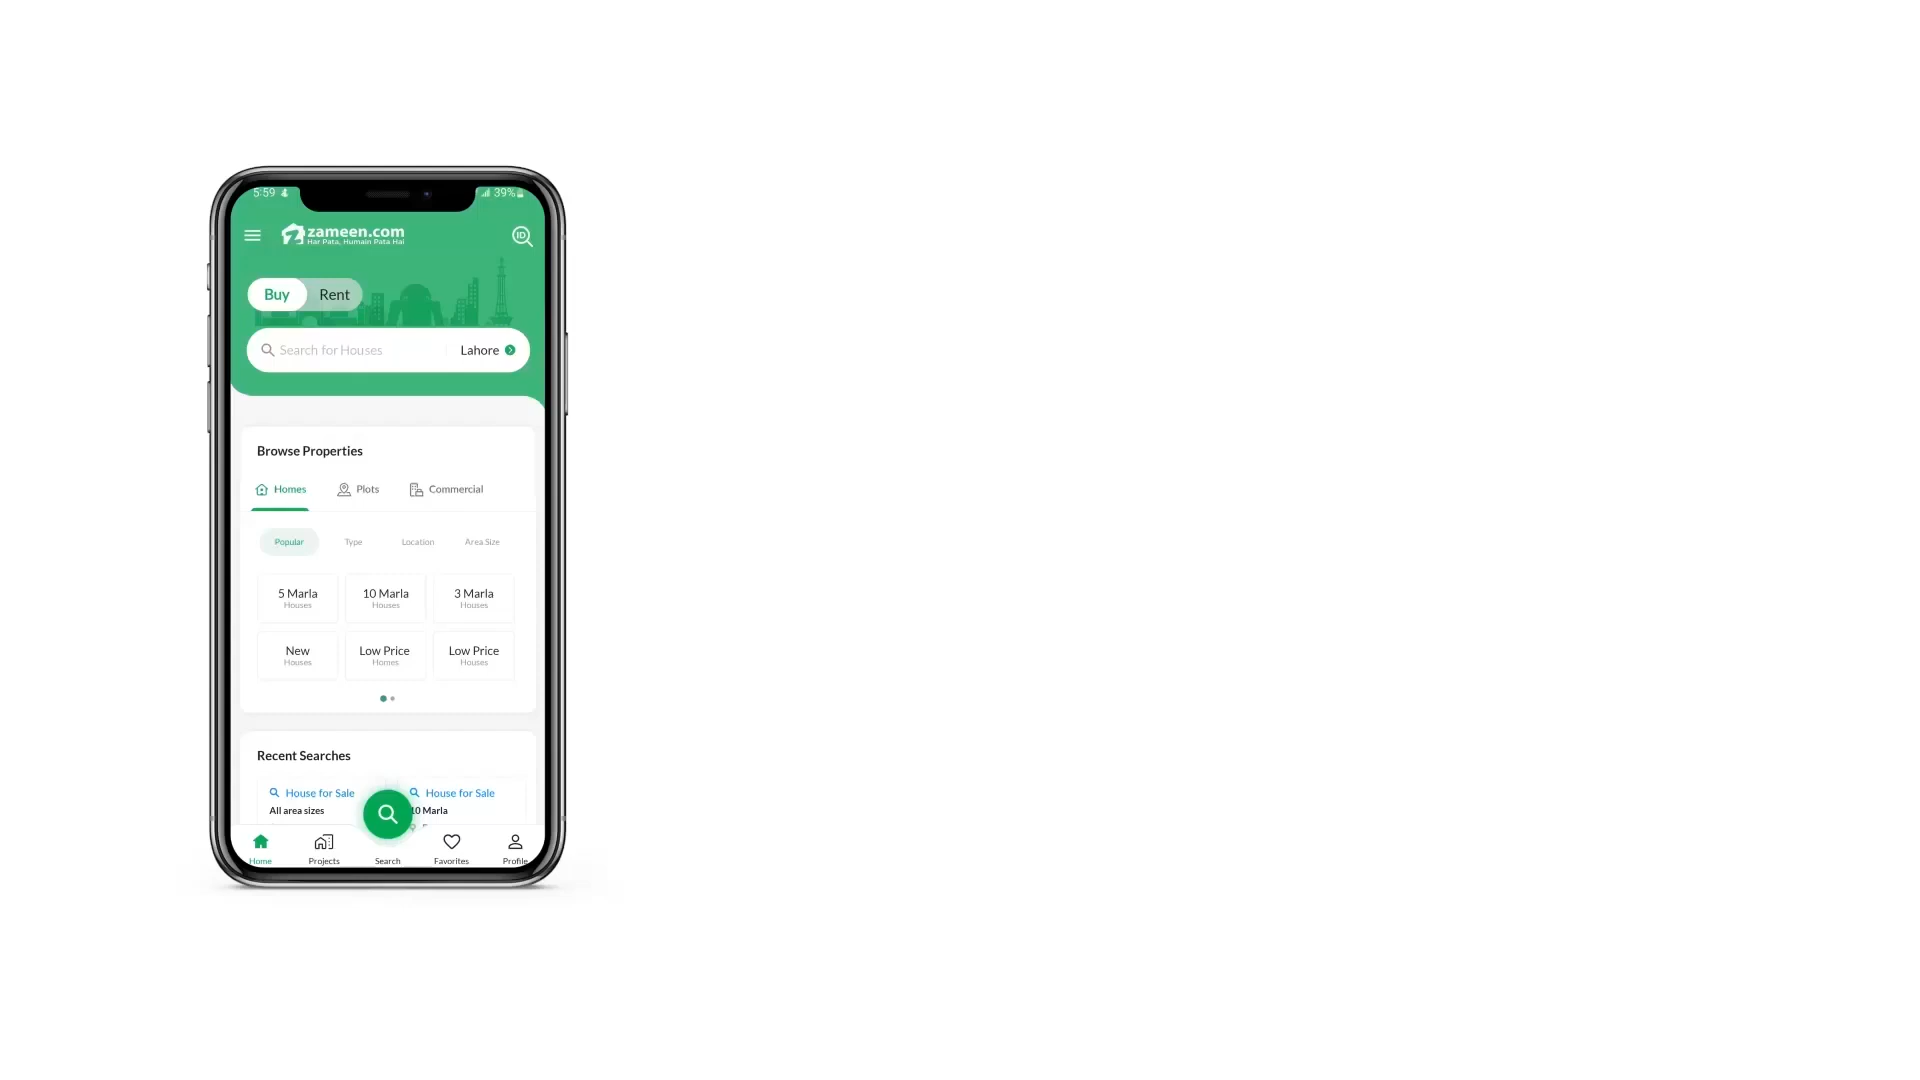 5:59
39%
zameen.com
Har Pata, Humain Pata Hai
ID
Buy Rent
Search for Houses Lahore
Browse Properties
Homes Plots Commercial
Popular Type Location Area Size
5 Marla 10 Marla 3 Marla
Houses Houses Houses
New Low Price Low Price
Houses Homes Houses
Recent Searches
House for Sale House for Sale
All area sizes 10 Marla
Home Projects Search Favorites Profile